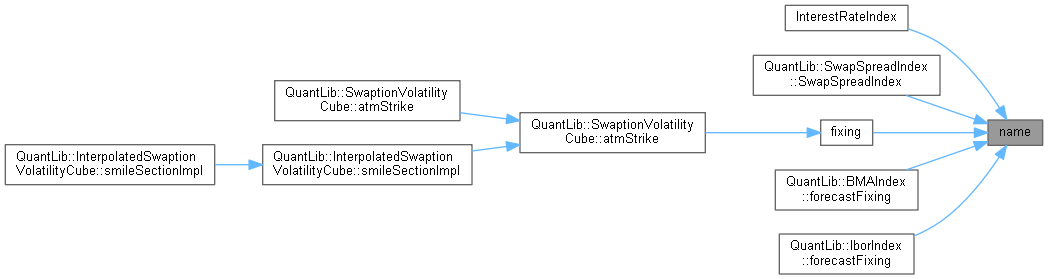 InterestRateIndex
QuantLib::SwapSpreadIndex
::SwapSpreadIndex
QuantLib::SwaptionVolatility
Cube::atmStrike
QuantLib::SwaptionVolatility
Cube::atmStrike
fixing
name
QuantLib::InterpolatedSwaption
VolatilityCube::smileSectionImpl
QuantLib::InterpolatedSwaption
VolatilityCube::smileSectionImpl
QuantLib::BMAIndex
::forecastFixing
QuantLib::IborIndex
::forecastFixing